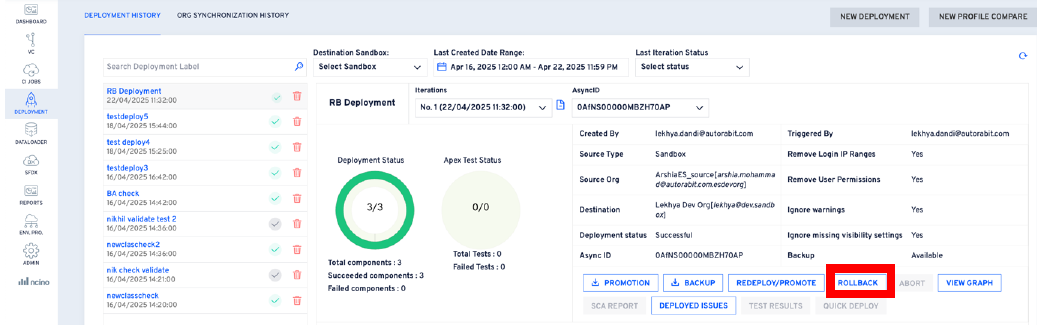 DASHBOARD
VC
CI JOBS
DEPLOYMENT
DATALOADER
SFDX
REPORTS
ENV. PRO.
ADMIN
ncino
DEPLOYMENT HISTORY
ORG SYNCHRONIZATION HISTORY
NEW DEPLOYMENT
NEW PROFILE COMPARE
Search Deployment Label
Destination Sandbox:
Select Sandbox
Last Created Date Range:
Apr 16, 2025 12:00 AM - Apr 22, 2025 11:59 PM
Last Iteration Status
Select status
RB Deployment
22/04/2025 11:32:00
testdeploy5
18/04/2025 15:44:00
test deploy4
18/04/2025 15:25:00
testdeploy3
16/04/2025 16:42:00
BA check
16/04/2025 14:42:00
nikhil validate test 2
16/04/2025 14:36:00
newclascheck2
16/04/2025 14:36:00
nik check validate
16/04/2025 14:21:00
newclasscheck
16/04/2025 14:20:00
RB Deployment
Iterations
No. 1 (22/04/2025 11:32:00)
AsyncID
0AfNS00000MBZH70AP
Deployment Status
3/3
Total components : 3
Succeeded components : 3
Failed components : 0
Apex Test Status
0/0
Total Tests : 0
Failed Tests : 0
Created By lekhya.dandi@autorabit.com Triggered By lekhya.dandi@autorabit.com
Source Type Sandbox Remove Login IP Ranges Yes
Source Org ArshiaES_source[arshia.mohamma
d@autorabit.com.esdevorg] Remove User Permissions Yes
Destination Lekhya Dev Org[lekhya@dev.sandb
ox] Ignore warnings Yes
Deployment status Successful Ignore missing visibility settings Yes
Async ID 0AfNS00000MBZH70AP Backup Available
PROMOTION BACKUP REDEPLOY/PROMOTE ROLLBACK ABORT VIEW GRAPH
SCA REPORT DEPLOYED ISSUES TEST RESULTS QUICK DEPLOY